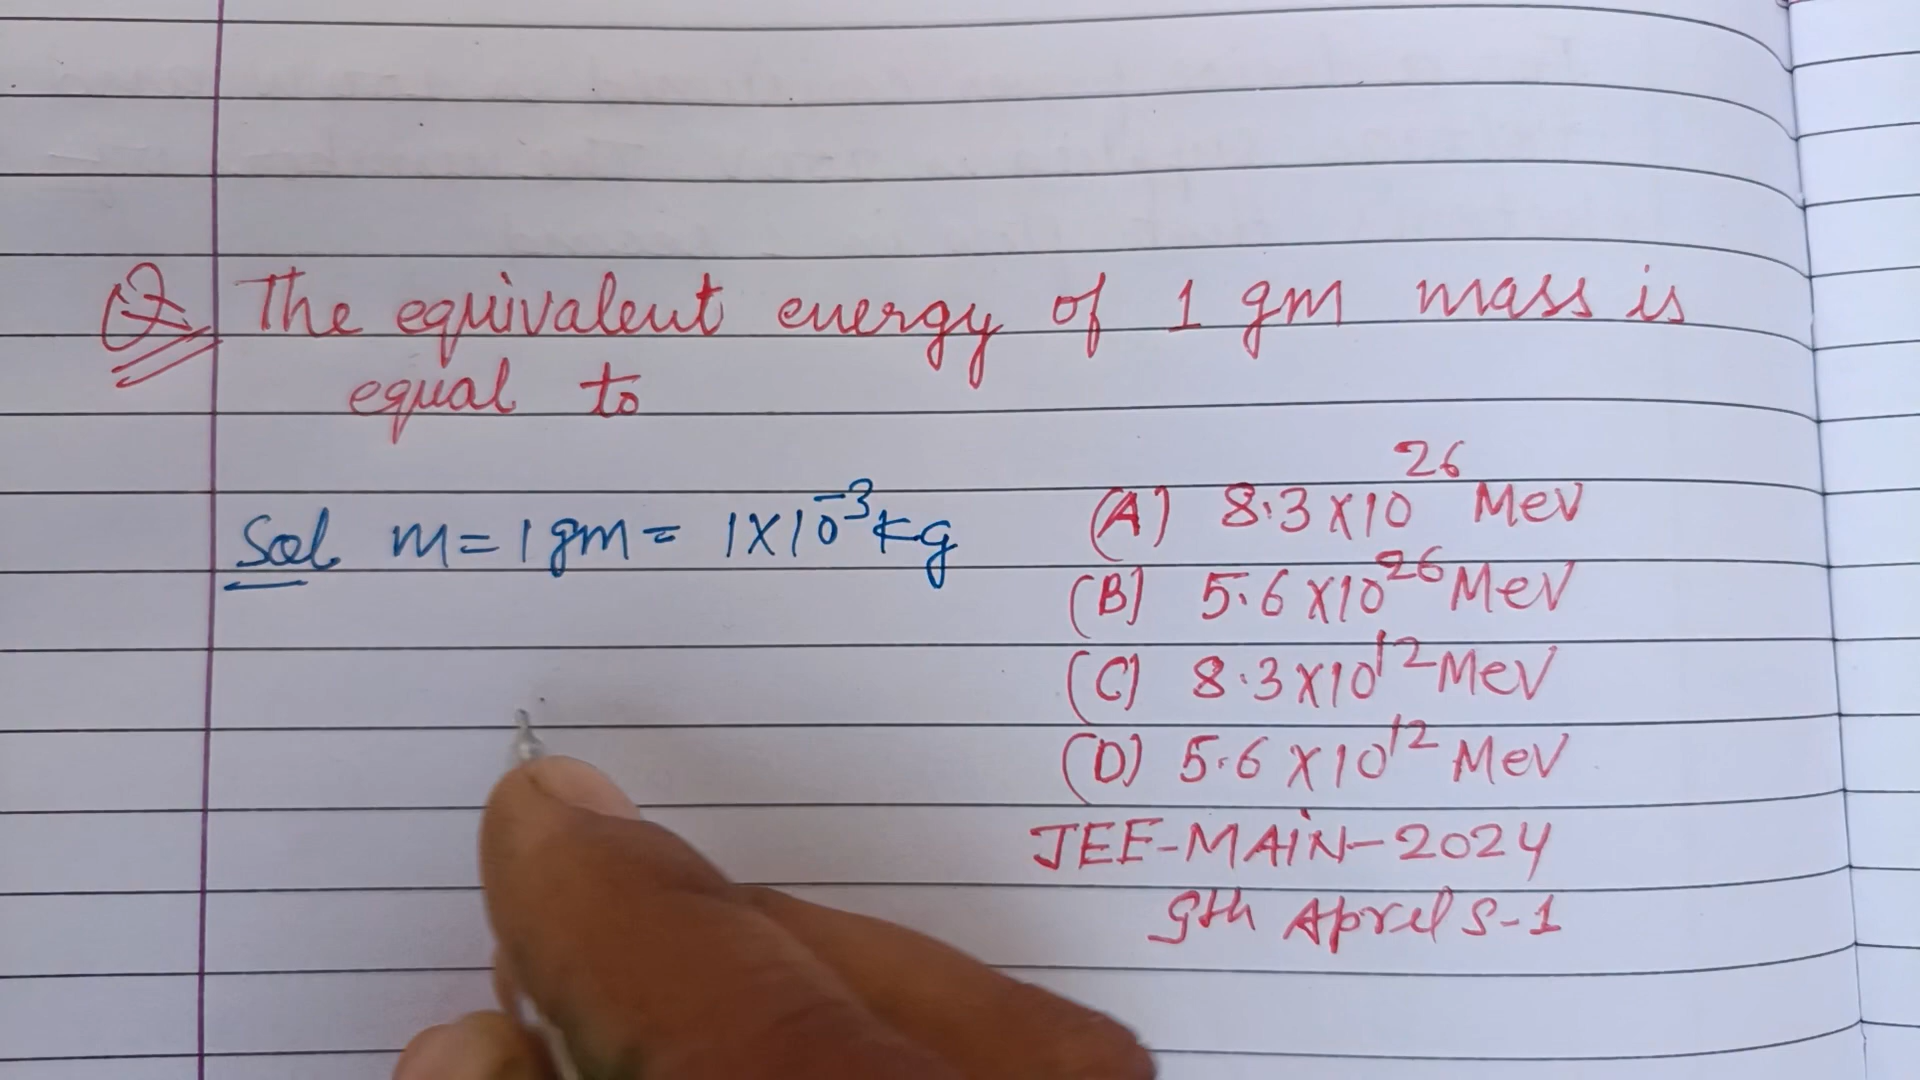 Q The equivalent energy of 1 gm mass is
equal to
Sol m = 1 gm = 1×10⁻³ kg
(A) 8.3×10²⁶ MeV
(B) 5.6×10²⁶ MeV
(C) 8.3×10¹² MeV
(D) 5.6×10¹² MeV
JEE-MAIN-2024
9th April S-1